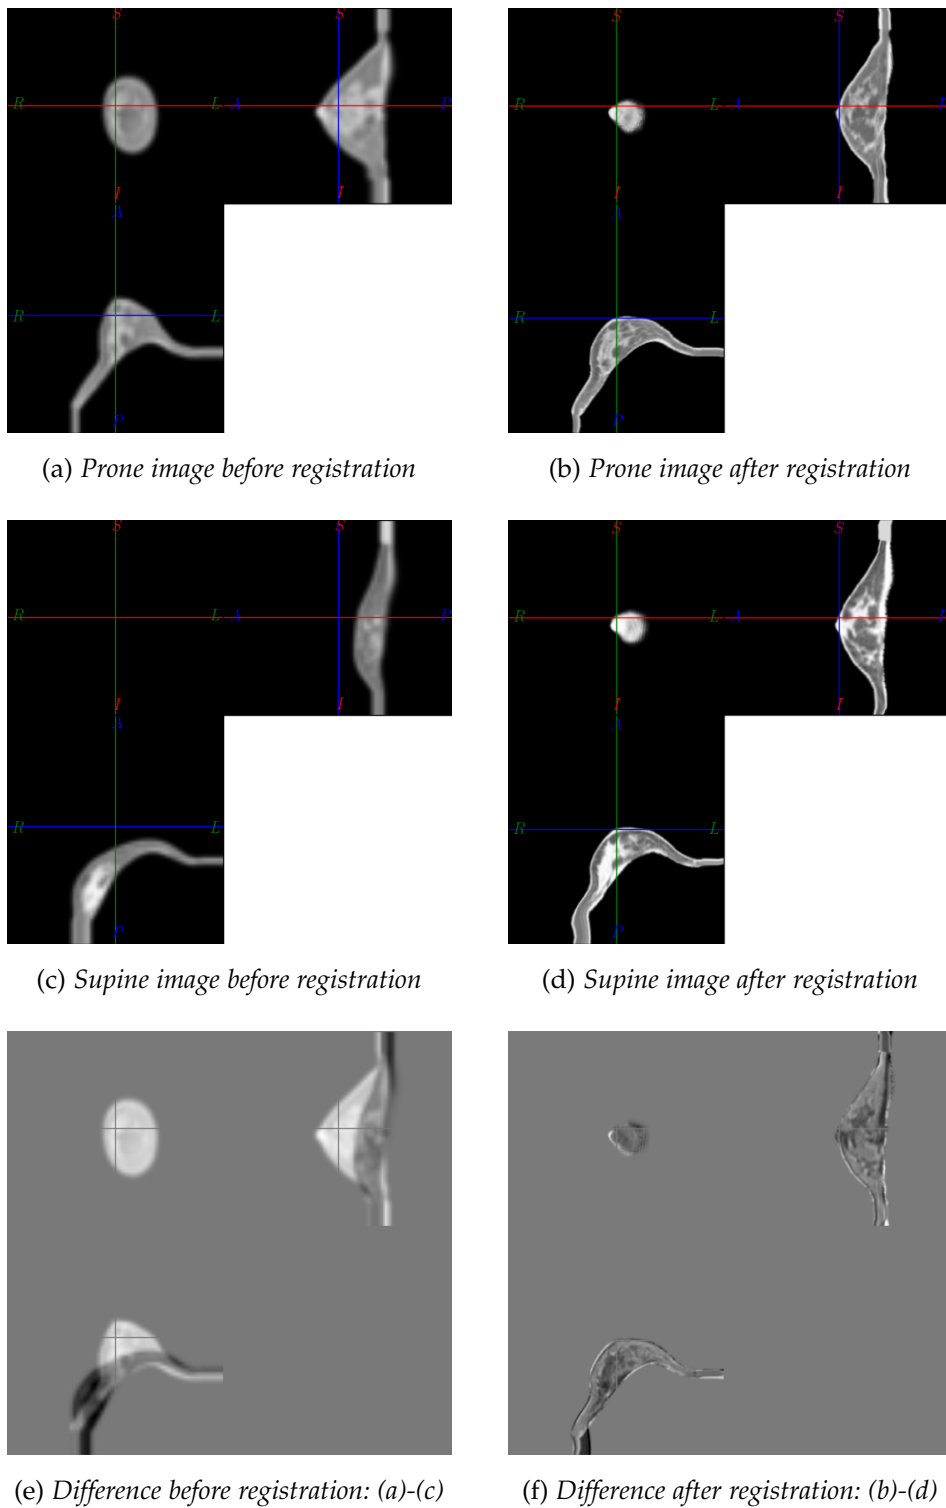 S S
R L A P
I I
A
R L
P
(a) Prone image before registration
S S
R L A P
I I
A
R L
P
(b) Prone image after registration
S S
R L A P
I I
A
R L
P
(c) Supine image before registration
S S
R L A P
I I
A
R L
P
(d) Supine image after registration
(e) Difference before registration: (a)-(c)
(f) Difference after registration: (b)-(d)